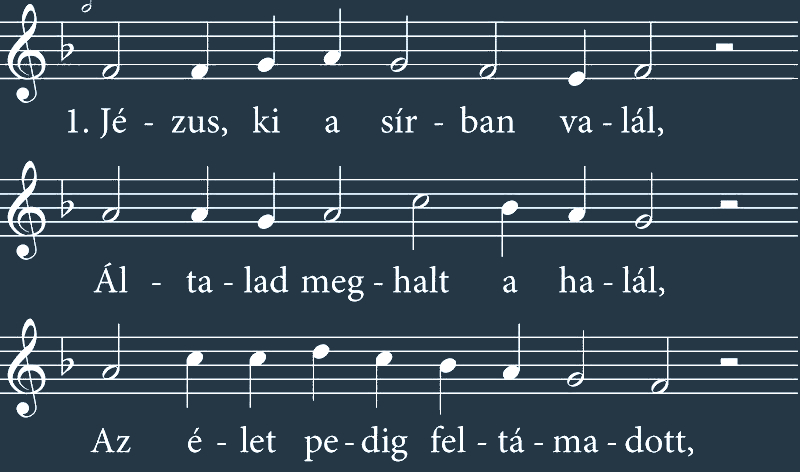 1. Jé - zus, ki a sír - ban va - lál,
Ál - ta - lad meg - halt a ha - lál,
Az é - let pe - dig fel - tá - ma - dott,